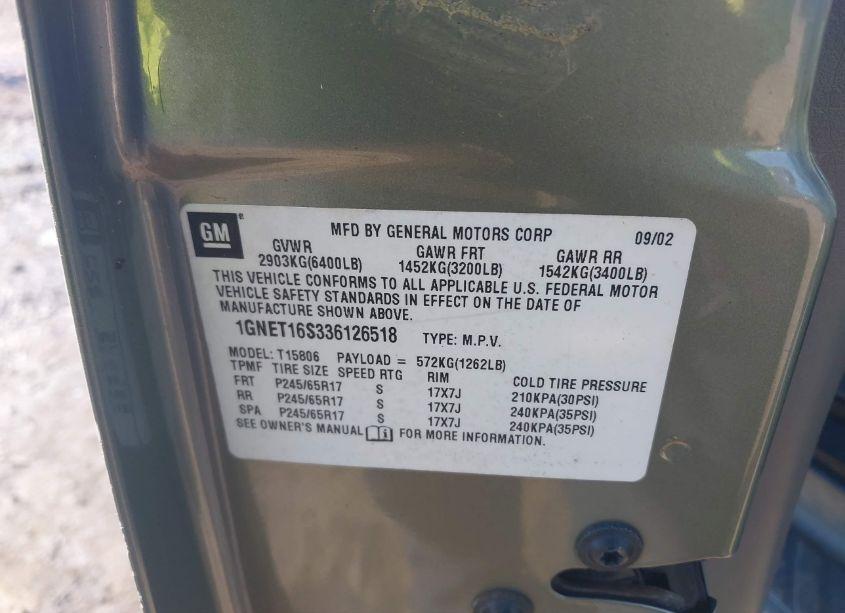 GM
MFD BY GENERAL MOTORS CORP 09/02
GVWR GAWR FRT GAWR RR
2903KG(6400LB) 1452KG(3200LB) 1542KG(3400LB)
THIS VEHICLE CONFORMS TO ALL APPLICABLE U.S. FEDERAL MOTOR
VEHICLE SAFETY STANDARDS IN EFFECT ON THE DATE OF
MANUFACTURE SHOWN ABOVE.
1GNET16S336126518 TYPE: M.P.V.
MODEL: T15806 PAYLOAD = 572KG(1262LB)
TPMF TIRE SIZE SPEED RTG RIM COLD TIRE PRESSURE
FRT P245/65R17 S 17X7J 210KPA(30PSI)
RR P245/65R17 S 17X7J 240KPA(35PSI)
SPA P245/65R17 S 17X7J 240KPA(35PSI)
SEE OWNER'S MANUAL FOR MORE INFORMATION.